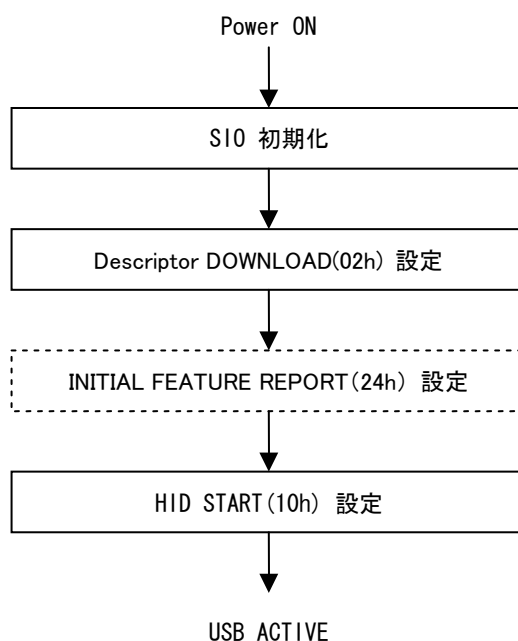 Power ON
SIO 初期化
Descriptor DOWNLOAD(02h) 設定
INITIAL FEATURE REPORT(24h) 設定
HID START(10h) 設定
USB ACTIVE